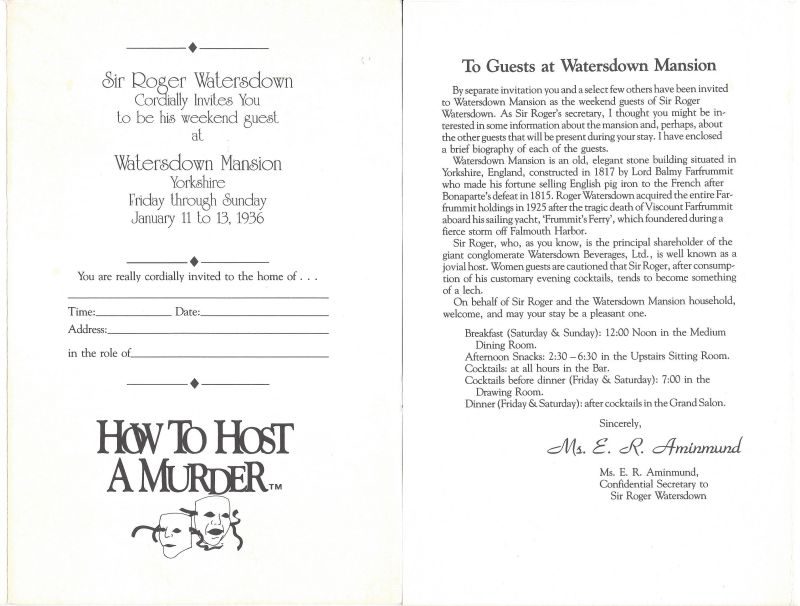 Sir Roger Watersdown
Cordially Invites You
to be his weekend guest
at
Watersdown Mansion
Yorkshire
Friday through Sunday
January 11 to 13, 1936
You are really cordially invited to the home of . . .
Time: Date:
Address:
in the role of
HOW TO HOST
A MURDER™
To Guests at Watersdown Mansion
By separate invitation you and a select few others have been invited
to Watersdown Mansion as the weekend guests of Sir Roger
Watersdown. As Sir Roger's secretary, I thought you might be in-
terested in some information about the mansion and, perhaps, about
the other guests that will be present during your stay. I have enclosed
a brief biography of each of the guests.
Watersdown Mansion is an old, elegant stone building situated in
Yorkshire, England, constructed in 1817 by Lord Balmy Farfrummit
who made his fortune selling English pig iron to the French after
Bonaparte's defeat in 1815. Roger Watersdown acquired the entire Far-
frummit holdings in 1925 after the tragic death of Viscount Farfrummit
aboard his sailing yacht, 'Frummit's Ferry', which foundered during a
fierce storm off Falmouth Harbor.
Sir Roger, who, as you know, is the principal shareholder of the
giant conglomerate Watersdown Beverages, Ltd., is well known as a
jovial host. Women guests are cautioned that Sir Roger, after consump-
tion of his customary evening cocktails, tends to become something
of a lech.
On behalf of Sir Roger and the Watersdown Mansion household,
welcome, and may your stay be a pleasant one.
Breakfast (Saturday & Sunday): 12:00 Noon in the Medium
Dining Room.
Afternoon Snacks: 2:30 – 6:30 in the Upstairs Sitting Room.
Cocktails: at all hours in the Bar.
Cocktails before dinner (Friday & Saturday): 7:00 in the
Drawing Room.
Dinner (Friday & Saturday): after cocktails in the Grand Salon.
Sincerely,
Ms. E. R. Aminmund
Ms. E. R. Aminmund,
Confidential Secretary to
Sir Roger Watersdown